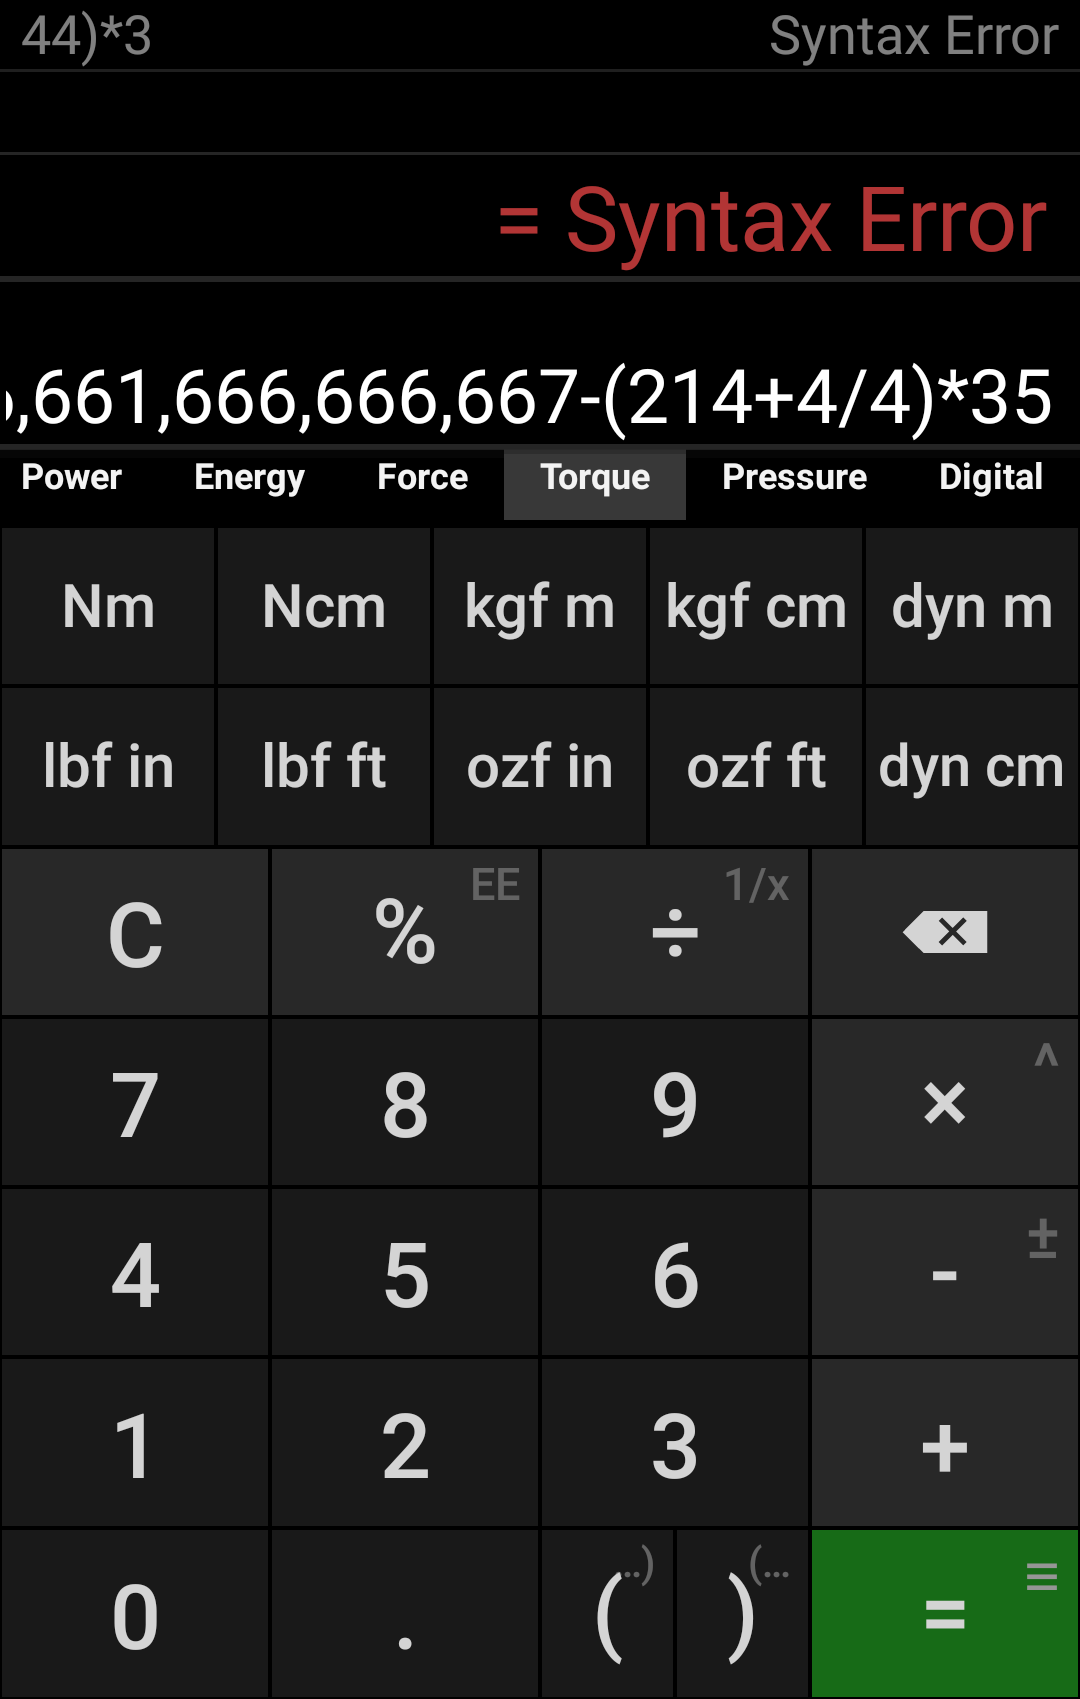 44)*3 Syntax Error
= Syntax Error
,661,666,666,667-(214+4/4)*35
Power Energy Force Torque Pressure Digital
Nm Ncm kgf m kgf cm dyn m
lbf in lbf ft ozf in ozf ft dyn cm
C % EE ÷ 1/x
7 8 9 × ^
4 5 6 - ±
1 2 3 + 
0 . ( ..) ) (... = ≡